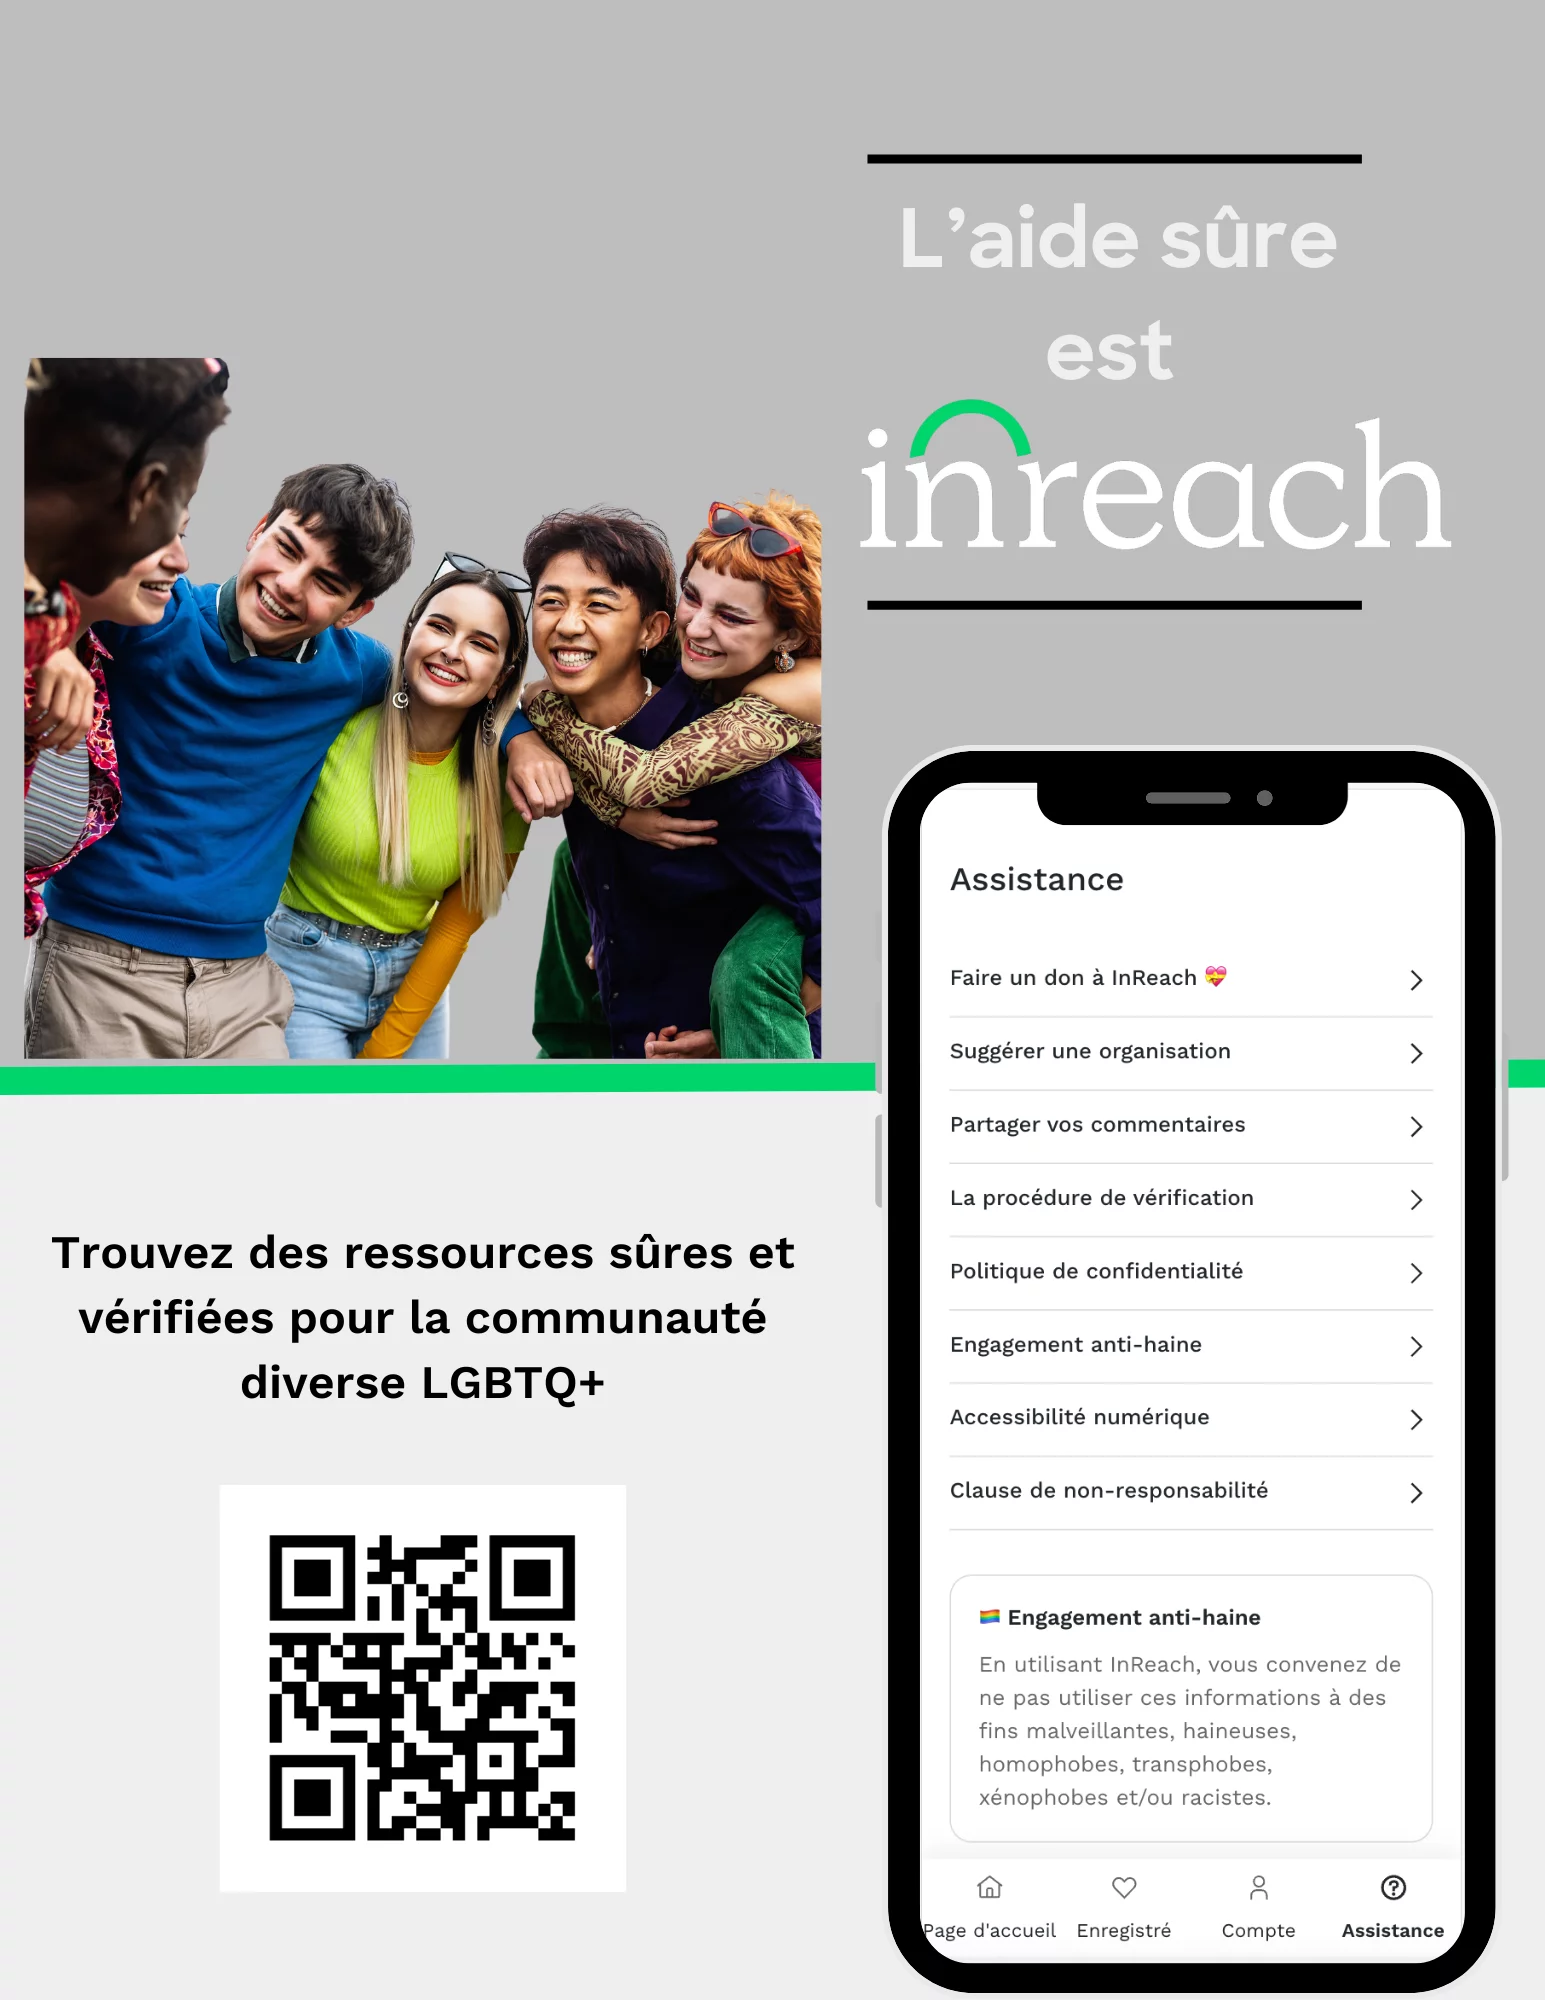 L’aide sûre
est
inreach
Trouvez des ressources sûres et
vérifiées pour la communauté
diverse LGBTQ+
Assistance
Faire un don à InReach 💝
Suggérer une organisation
Partager vos commentaires
La procédure de vérification
Politique de confidentialité
Engagement anti-haine
Accessibilité numérique
Clause de non-responsabilité
🏳️‍🌈 Engagement anti-haine
En utilisant InReach, vous convenez de
ne pas utiliser ces informations à des
fins malveillantes, haineuses,
homophobes, transphobes,
xénophobes et/ou racistes.
Page d'accueil Enregistré Compte Assistance